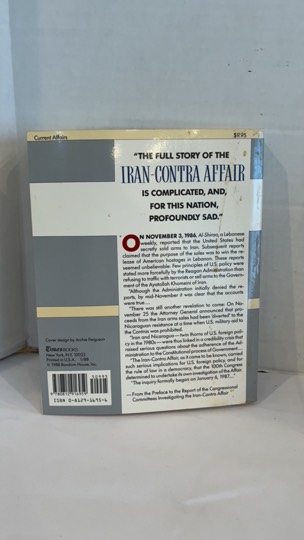 Current Affairs
$8.95
"THE FULL STORY OF THE
IRAN-CONTRA AFFAIR
IS COMPLICATED, AND,
FOR THIS NATION,
PROFOUNDLY SAD."
ON NOVEMBER 3, 1986, Al-Shiraa, a Lebanese
weekly, reported that the United States had
secretly sold arms to Iran. Subsequent reports
claimed that the purpose of the sales was to win the re-
lease of American hostages in Lebanon. These reports
seemed unbelievable: Few principles of U.S. policy were
stated more forcefully by the Reagan Administration than
refusing to traffic with terrorists or sell arms to the Govern-
ment of the Ayatollah Khomeini of Iran.
"Although the Administration initially denied the re-
ports, by mid-November it was clear that the accounts
were true....
"There was still another revelation to come: On No-
vember 25 the Attorney General announced that pro-
ceeds from the Iran arms sales had been 'diverted' to the
Nicaraguan resistance at a time when U.S. military aid to
the Contras was prohibited.
"Iran and Nicaragua—twin thorns of U.S. foreign pol-
icy in the 1980s—were thus linked in a credibility crisis that
raised serious questions about the adherence of the Ad-
ministration to the Constitutional process of Government....
"The Iran-Contra Affair, as it came to be known, carried
such serious implications for U.S. foreign policy, and for
the rule of law in a democracy, that the 100th Congress
determined to undertake its own investigation of the Affair.
"The inquiry formally began on January 6, 1987...."
—From the Preface to the Report of the Congressional
Committees Investigating the Iran-Contra Affair
Cover design by Andrea Ferguson
TIMES BOOKS
New York, N.Y. 10022
Printed in U.S.A. 1/88
© 1988 Random House, Inc.
ISBN 0-8129-1695-6